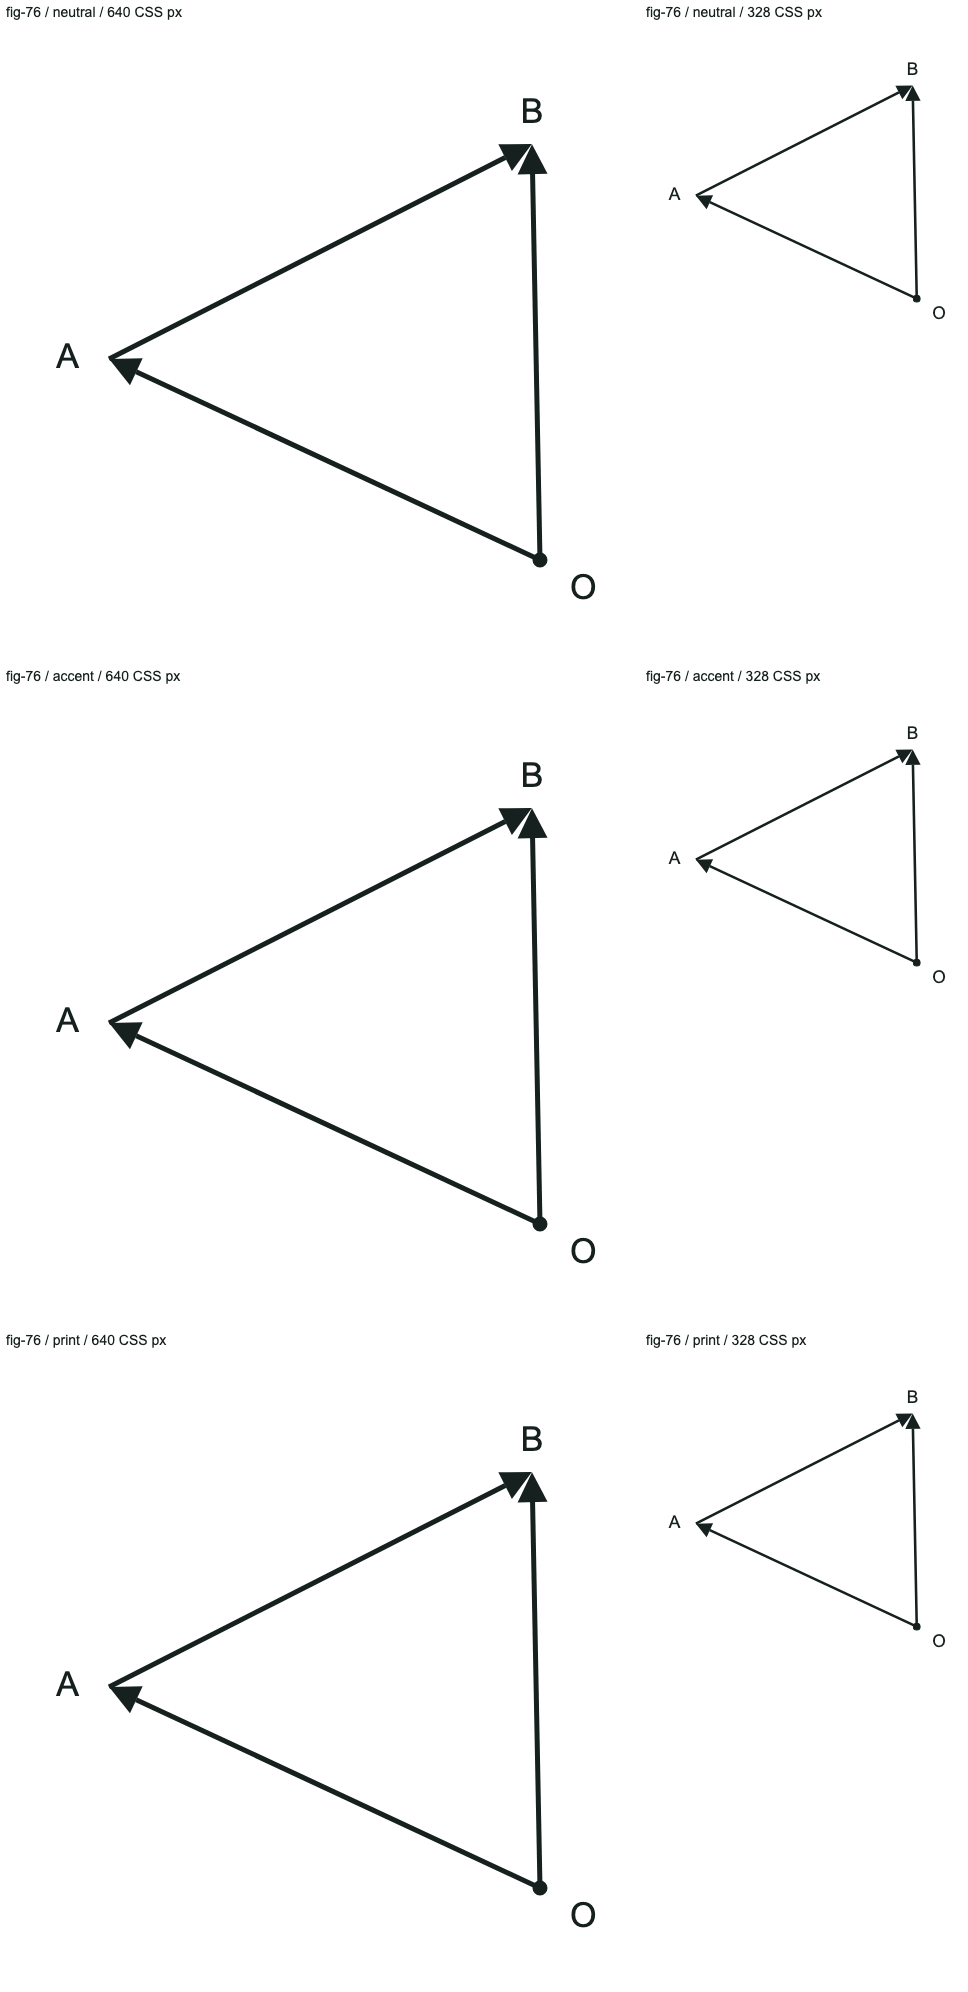 fig-76 / neutral / 640 CSS px
B
A
O
fig-76 / neutral / 328 CSS px
B
A
O
fig-76 / accent / 640 CSS px
B
A
O
fig-76 / accent / 328 CSS px
B
A
O
fig-76 / print / 640 CSS px
B
A
O
fig-76 / print / 328 CSS px
B
A
O